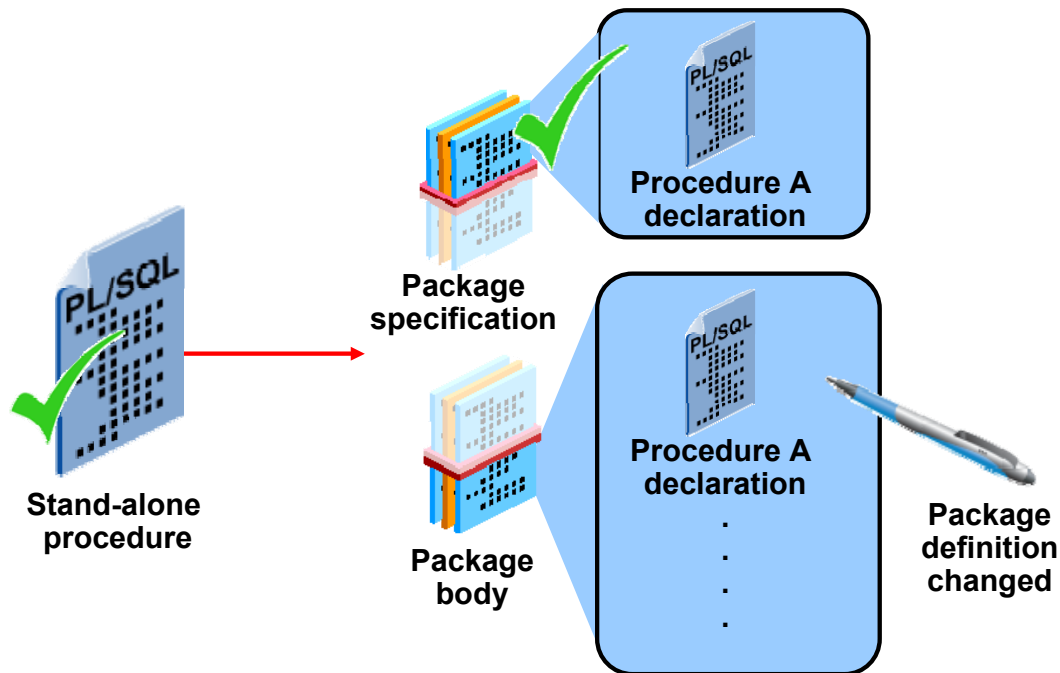 PL/SQL
Procedure A
declaration
Package
specification
PL/SQL
Stand-alone
procedure
PL/SQL
Procedure A
declaration
.
.
.
.
Package
body
Package
definition
changed